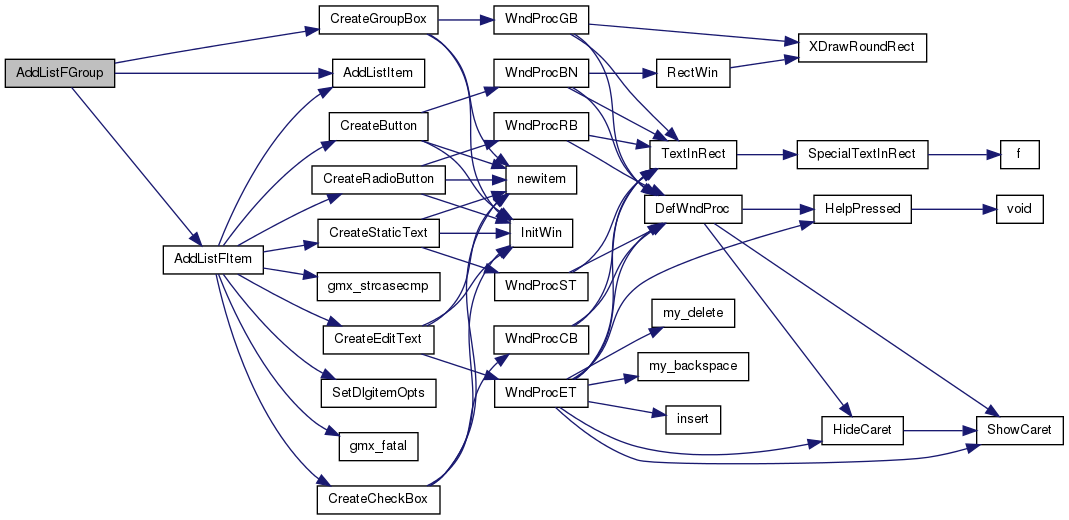 AddListFGroup
AddListFItem
CreateGroupBox
AddListItem
CreateButton
CreateRadioButton
CreateStaticText
gmx_strcasecmp
CreateEditText
SetDlgitemOpts
gmx_fatal
CreateCheckBox
WndProcGB
WndProcBN
WndProcRB
newitem
InitWin
WndProcST
WndProcCB
WndProcET
RectWin
TextInRect
DefWndProc
my_delete
my_backspace
insert
XDrawRoundRect
SpecialTextInRect
HelpPressed
HideCaret
f
void
ShowCaret